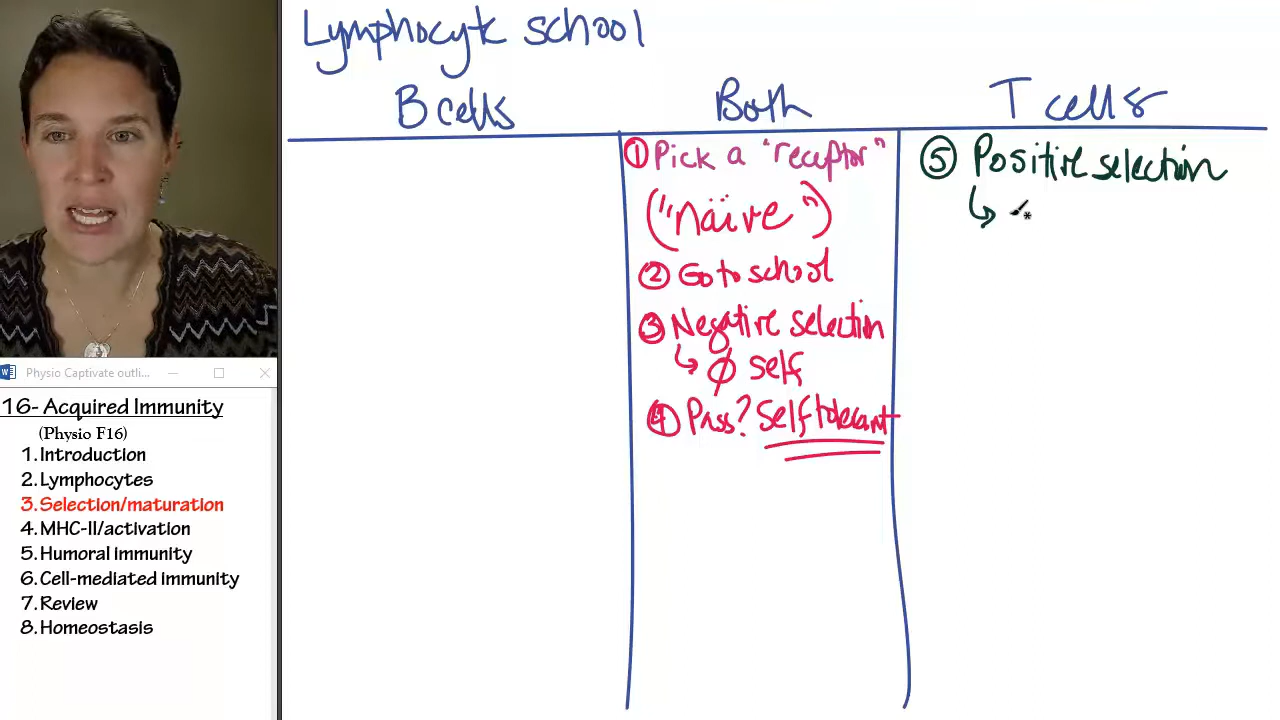 Lymphocyte school
B cells
Both
T cells
① Pick a "receptor"
("naïve")
② Go to school
③ Negative selection
↳ ∅ self
④ Pass? Self tolerant
⑤ Positive selection
↳
Physio Captivate outli...
16- Acquired Immunity
(Physio F16)
1. Introduction
2. Lymphocytes
3. Selection/maturation
4. MHC-II/activation
5. Humoral immunity
6. Cell-mediated immunity
7. Review
8. Homeostasis